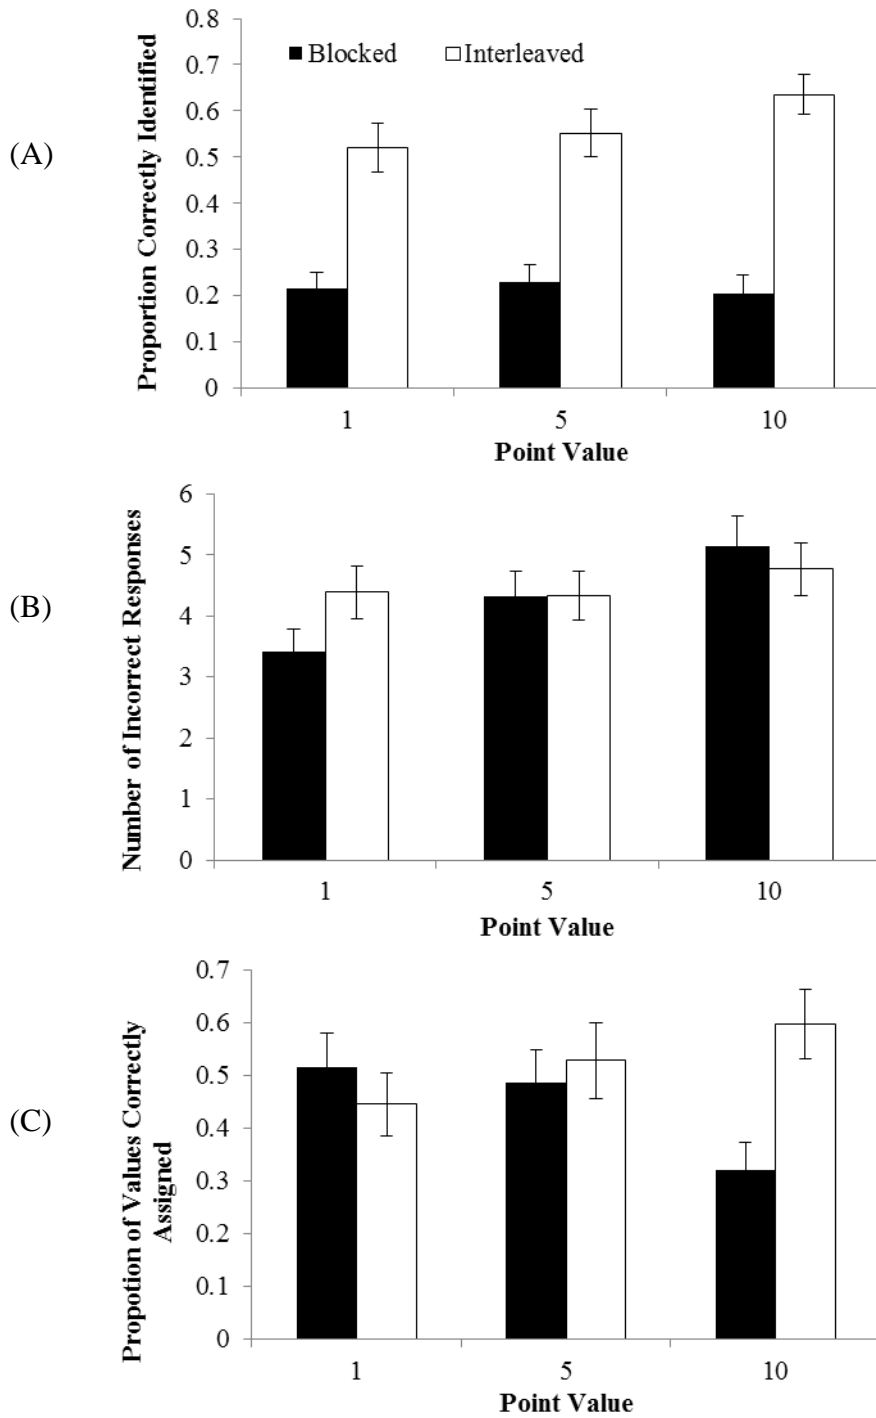 (A)
Proportion Correctly Identified
0.8
0.7
0.6
0.5
0.4
0.3
0.2
0.1
0
Blocked Interleaved
1 5 10
Point Value
(B)
Number of Incorrect Responses
6
5
4
3
2
1
0
1 5 10
Point Value
(C)
Propotion of Values Correctly
Assigned
0.7
0.6
0.5
0.4
0.3
0.2
0.1
0
1 5 10
Point Value